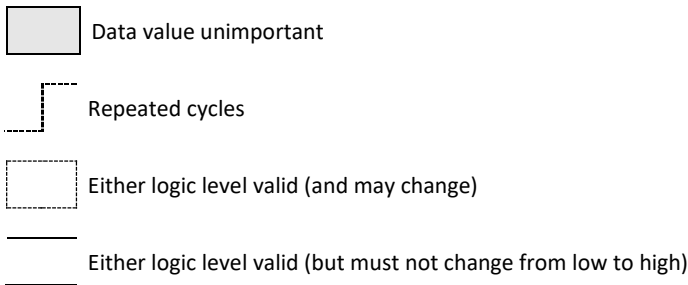 Data value unimportant
Repeated cycles
Either logic level valid (and may change)
Either logic level valid (but must not change from low to high)